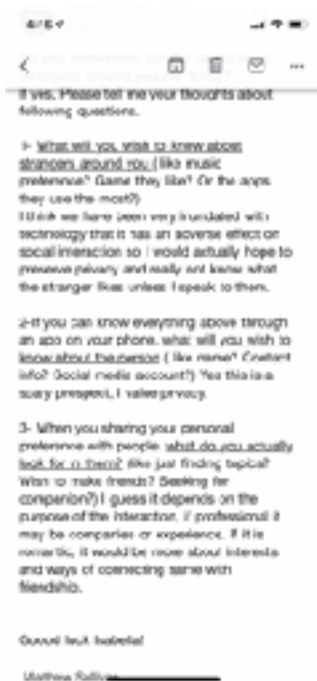 If yes. Please tell me your thoughts about
following questions.
1- What will you wish to know about
strangers around you (like music
preference? Game they like? Or the apps
they use the most?)
I think we have been very inundated with
technology that it has an adverse effect on
social interaction so I would actually hope to
preserve privacy and really not know what
the stranger likes unless I speak to them.
2-If you can know everything above through
an app on your phone. what will you wish to
know about the person ( like name? Contact
info? Social media account?) Yes this is a
scary prospect, I value privacy.
3- When you sharing your personal
preference with people. what do you actually
look for in them? (like just finding topics?
Wish to make friends? Seeking for
companion?) I guess it depends on the
purpose of the interaction, if professional it
may be companies or experience. If it is
romantic, it would be more about interests
and ways of connecting same with
friendship.
Good luck Isabella!
Matthew